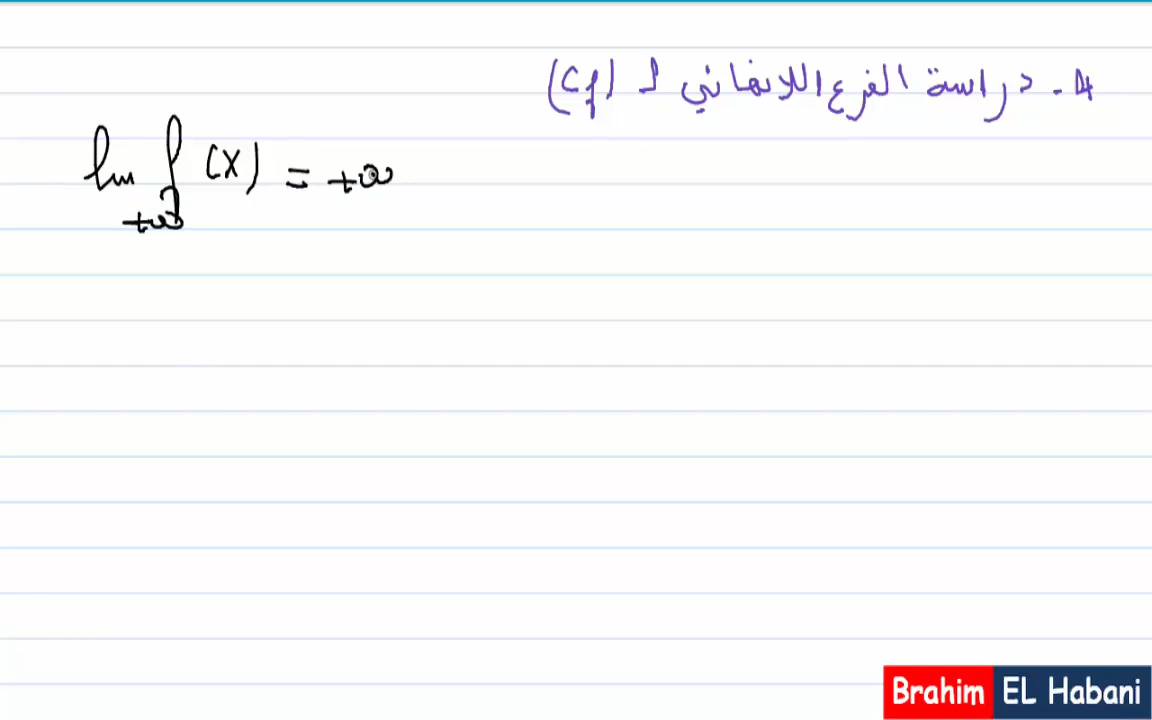 4- دراسة الفرع اللانهائي لـ (Cf)
lim f(x) = +∞
+∞
Brahim EL Habani